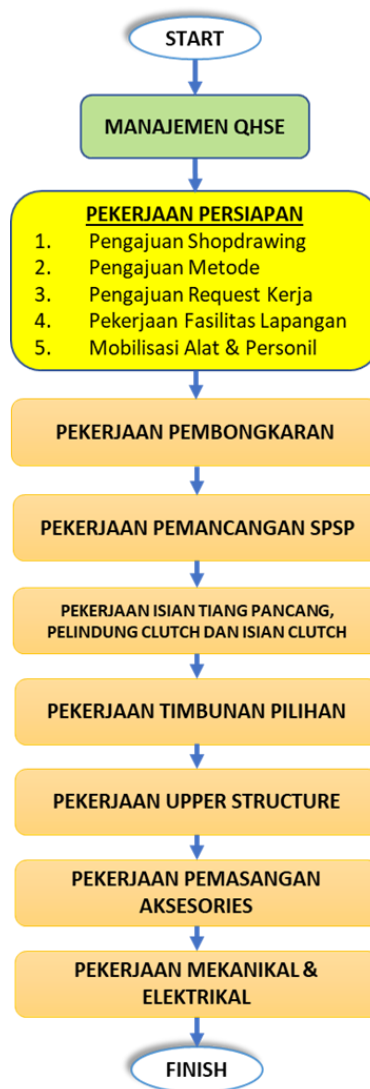 START
MANAJEMEN QHSE
PEKERJAAN PERSIAPAN
1. Pengajuan Shopdrawing
2. Pengajuan Metode
3. Pengajuan Request Kerja
4. Pekerjaan Fasilitas Lapangan
5. Mobilisasi Alat & Personil
PEKERJAAN PEMBONGKARAN
PEKERJAAN PEMANCANGAN SPSP
PEKERJAAN ISIAN TIANG PANCANG,
PELINDUNG CLUTCH DAN ISIAN CLUTCH
PEKERJAAN TIMBUNAN PILIHAN
PEKERJAAN UPPER STRUCTURE
PEKERJAAN PEMASANGAN
AKSESORIES
PEKERJAAN MEKANIKAL &
ELEKTRIKAL
FINISH